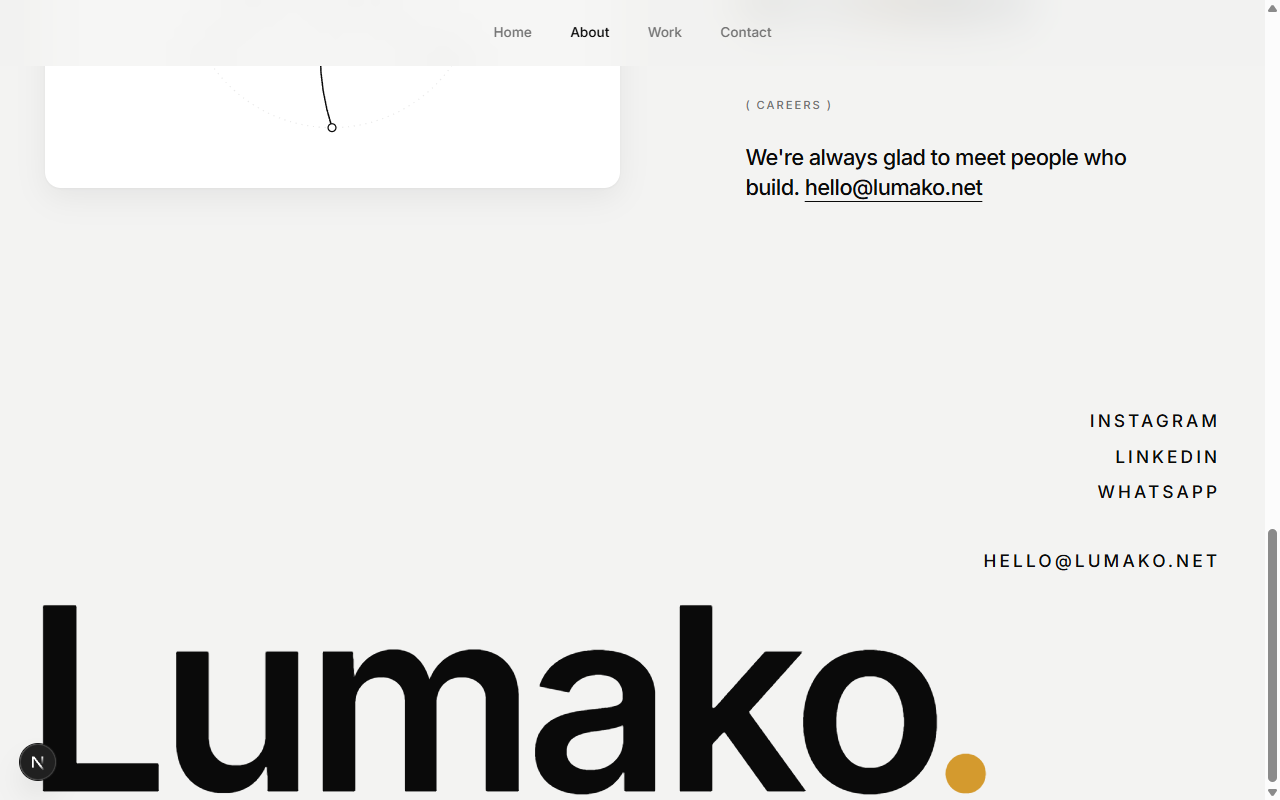 Home About Work Contact
( CAREERS )
We're always glad to meet people who
build. hello@lumako.net
INSTAGRAM
LINKEDIN
WHATSAPP
HELLO@LUMAKO.NET
Lumako.
N